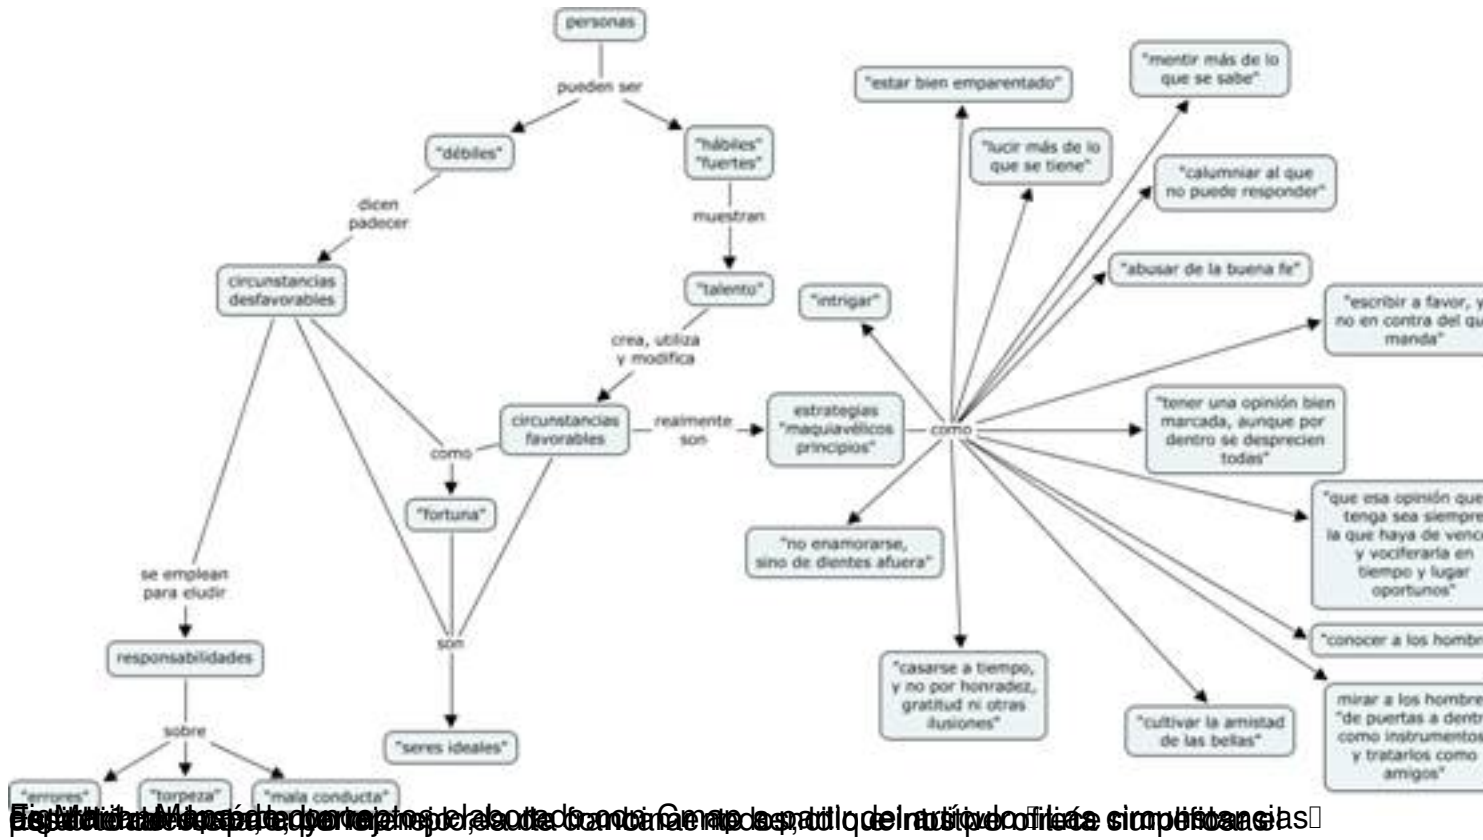 personas
pueden ser
"débiles"
"hábiles"
"fuertes"
dicen
padecer
muestran
circunstancias
desfavorables
"talento"
crea, utiliza
y modifica
circunstancias
favorables
realmente
son
estrategias
"maquiavélicos
principios"
como
"fortuna"
como
son
"seres ideales"
se emplean
para eludir
responsabilidades
sobre
"errores"
"torpeza"
"mala conducta"
"intrigar"
"estar bien emparentado"
"lucir más de lo
que se tiene"
"mentir más de lo
que se sabe"
"calumniar al que
no puede responder"
"abusar de la buena fe"
"escribir a favor, y
no en contra del
manda"
"tener una opinión bien
marcada, aunque por
dentro se desprecien
todas"
"que esa opinión que
tenga sea siempre
la que haya de
y vociferarla en
tiempo y lugar
oportunos"
"conocer a los
mirar a los
"de puertas a
como instrumentos
y tratarlos como
amigos"
"cultivar la amistad
de las bellas"
"casarse a tiempo,
y no por honradez,
gratitud ni otras
ilusiones"
"no enamorarse,
sino de dientes afuera"